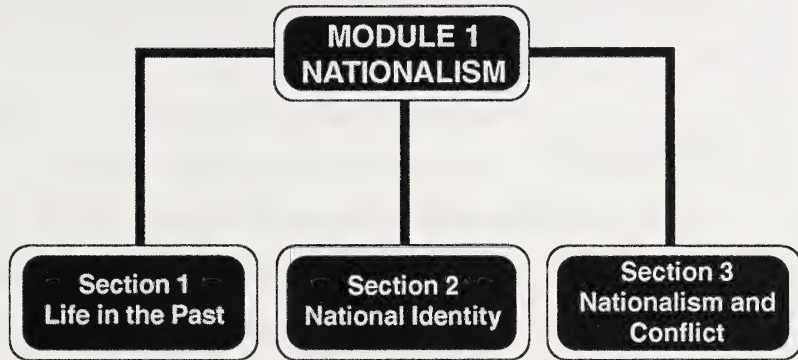 MODULE 1
NATIONALISM
Section 1
Life in the Past
Section 2
National Identity
Section 3
Nationalism and
Conflict